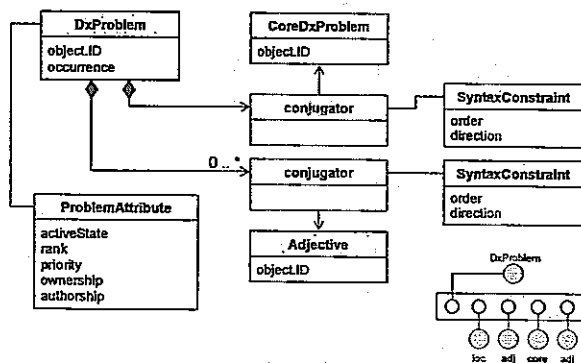 DxProblem
object.ID
occurrence
CoreDxProblem
object.ID
conjugator
SyntaxConstraint
order
direction
0..*
conjugator
SyntaxConstraint
order
direction
ProblemAttribute
activeState
rank
priority
ownership
authorship
Adjective
object.ID
DxProblem
loc adj core adj